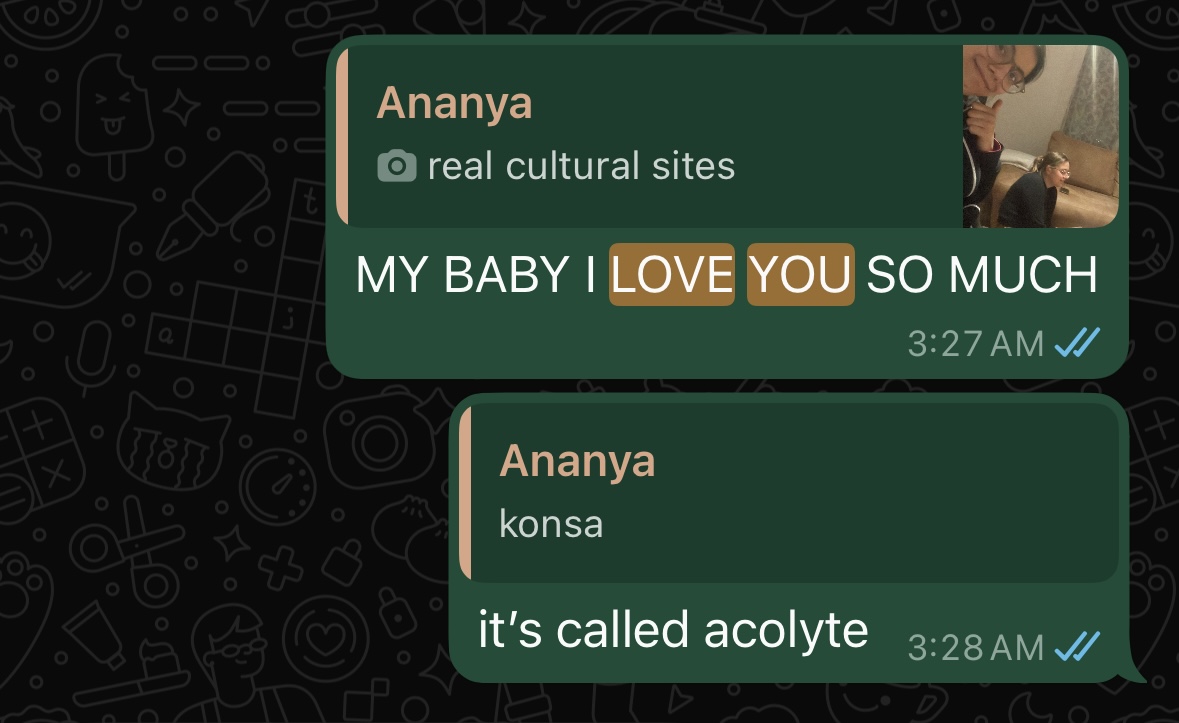 Ananya
real cultural sites
MY BABY I LOVE YOU SO MUCH
3:27 AM
Ananya
konsa
it's called acolyte
3:28 AM
t
j
a